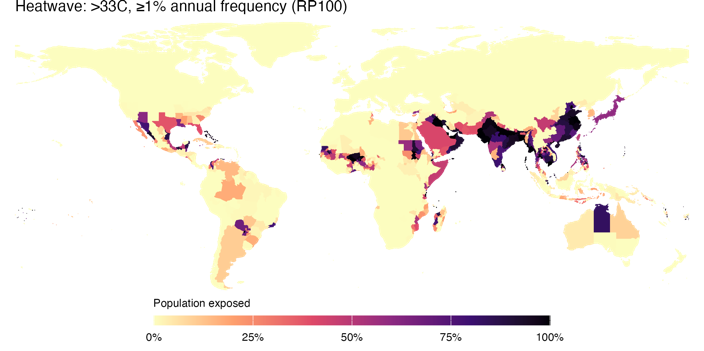 Heatwave: >33C, ≥1% annual frequency (RP100)
Population exposed
0% 25% 50% 75% 100%